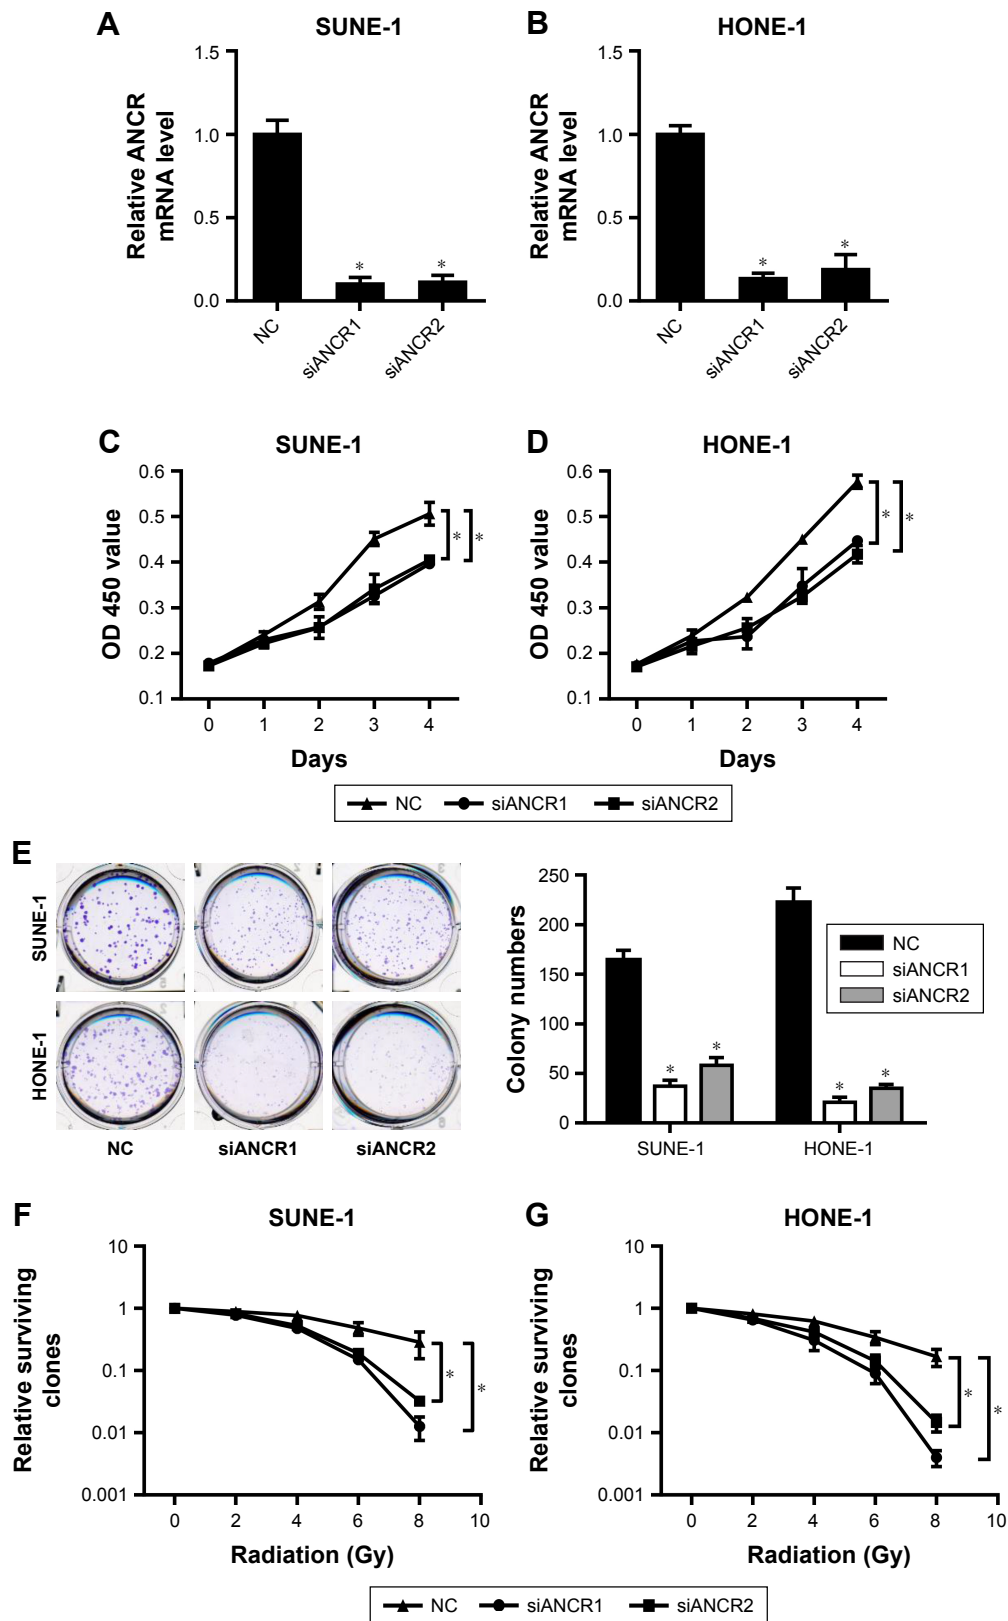 A
SUNE-1
Relative ANCR
mRNA level
1.5
1.0
0.5
0.0
*
*
NC
siANCR1
siANCR2
B
HONE-1
Relative ANCR
mRNA level
1.5
1.0
0.5
0.0
*
*
NC
siANCR1
siANCR2
C
SUNE-1
OD 450 value
0.6
0.5
0.4
0.3
0.2
0.1
*
*
0 1 2 3 4
Days
D
HONE-1
OD 450 value
0.6
0.5
0.4
0.3
0.2
0.1
*
*
0 1 2 3 4
Days
NC siANCR1 siANCR2
E
SUNE-1
HONE-1
NC siANCR1 siANCR2
Colony numbers
250
200
150
100
50
0
*
*
*
*
SUNE-1 HONE-1
NC
siANCR1
siANCR2
F
SUNE-1
Relative surviving
clones
10
1
0.1
0.01
0.001
*
*
0 2 4 6 8 10
Radiation (Gy)
G
HONE-1
Relative surviving
clones
10
1
0.1
0.01
0.001
*
*
0 2 4 6 8 10
Radiation (Gy)
NC siANCR1 siANCR2